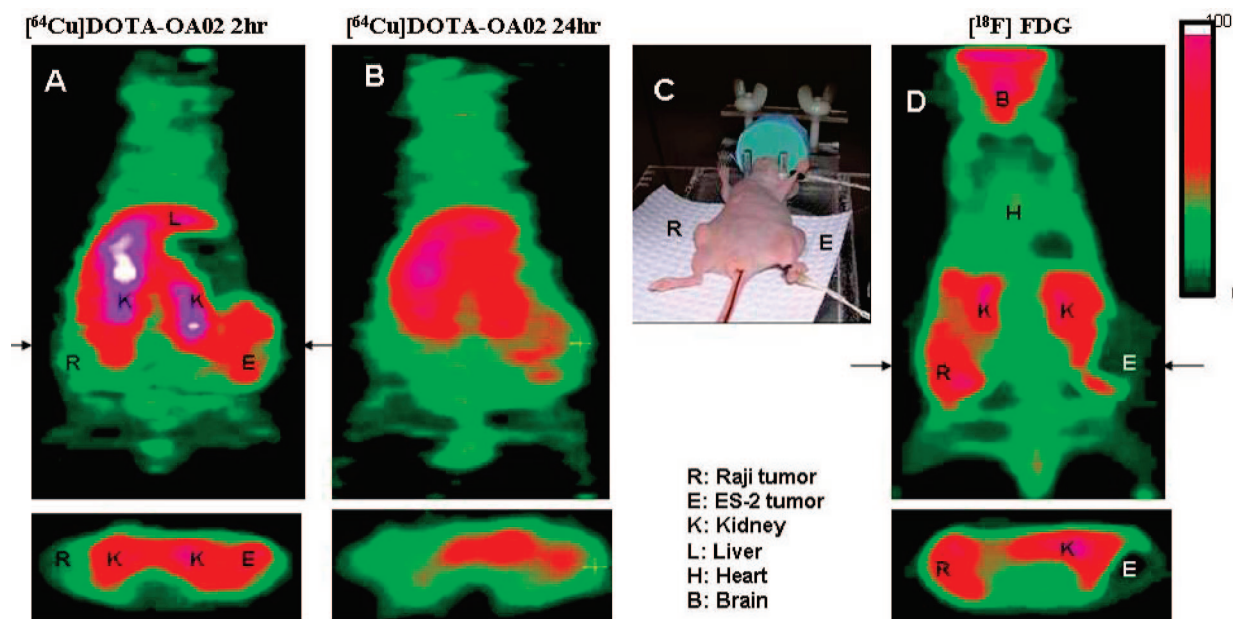 [⁶⁴Cu]DOTA-OA02 2hr
[⁶⁴Cu]DOTA-OA02 24hr
[¹⁸F] FDG
100
A
L
K K
R
E
B
C
R
E
D
B
H
K K
R
E
R: Raji tumor
E: ES-2 tumor
K: Kidney
L: Liver
H: Heart
B: Brain
R K K E
R K E